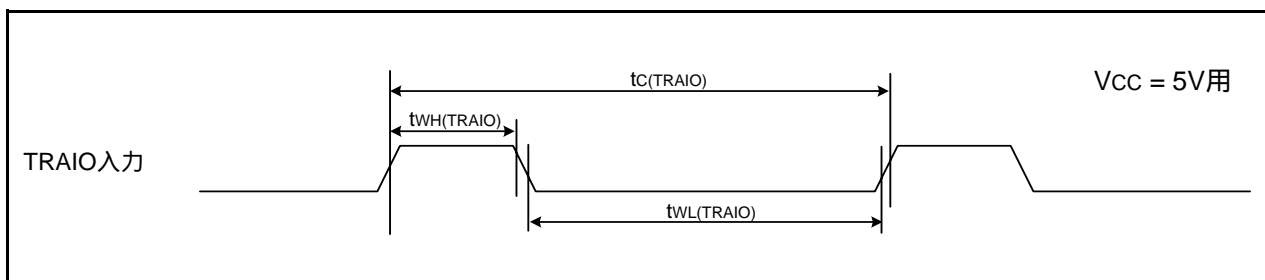 tC(TRAIO)
VCC = 5V用
tWH(TRAIO)
TRAIO入力
tWL(TRAIO)